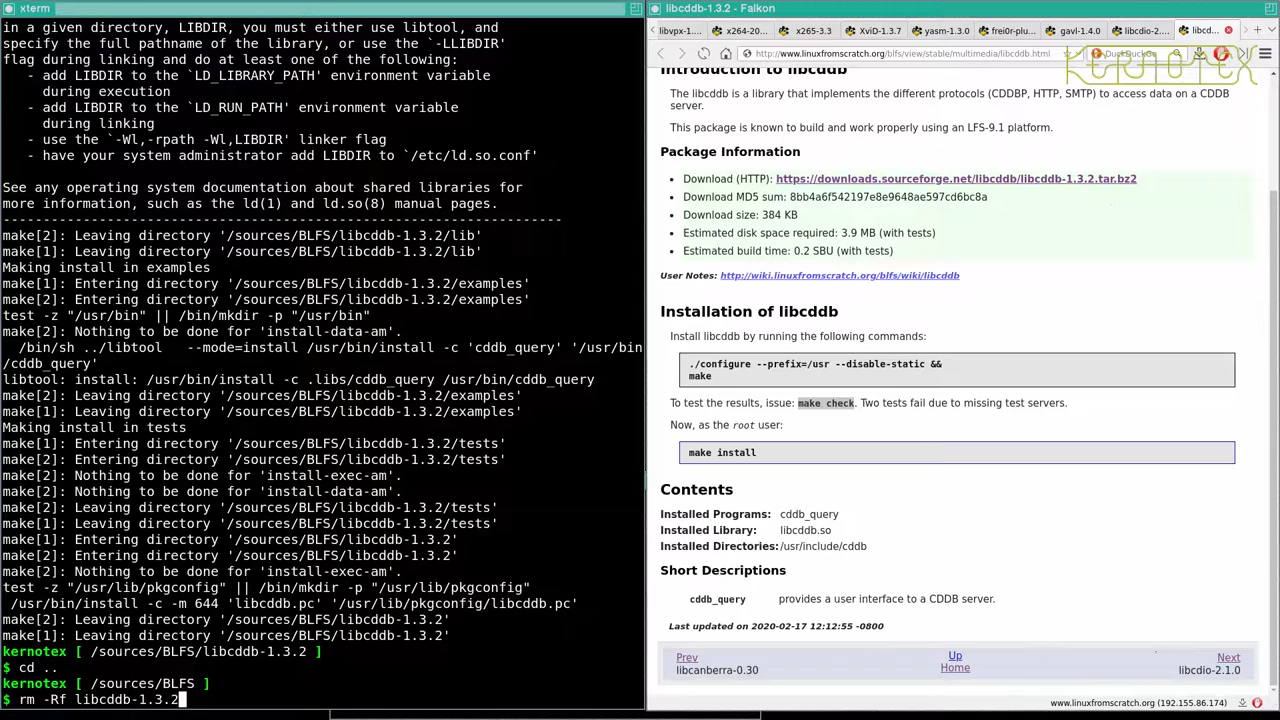 xterm
in a given directory, LIBDIR, you must either use libtool, and
specify the full pathname of the library, or use the `-LLIBDIR'
flag during linking and do at least one of the following:
- add LIBDIR to the `LD_LIBRARY_PATH' environment variable
during execution
- add LIBDIR to the `LD_RUN_PATH' environment variable
during linking
- use the `-Wl,-rpath -Wl,LIBDIR' linker flag
- have your system administrator add LIBDIR to `/etc/ld.so.conf'
See any operating system documentation about shared libraries for
more information, such as the ld(1) and ld.so(8) manual pages.
----------------------------------------------------------------------
make[2]: Leaving directory '/sources/BLFS/libcddb-1.3.2/lib'
make[1]: Leaving directory '/sources/BLFS/libcddb-1.3.2/lib'
Making install in examples
make[1]: Entering directory '/sources/BLFS/libcddb-1.3.2/examples'
make[2]: Entering directory '/sources/BLFS/libcddb-1.3.2/examples'
test -z "/usr/bin" || /bin/mkdir -p "/usr/bin"
make[2]: Nothing to be done for 'install-data-am'.
/bin/sh ../libtool   --mode=install /usr/bin/install -c 'cddb_query' '/usr/bin
/cddb_query'
libtool: install: /usr/bin/install -c .libs/cddb_query /usr/bin/cddb_query
make[2]: Leaving directory '/sources/BLFS/libcddb-1.3.2/examples'
make[1]: Leaving directory '/sources/BLFS/libcddb-1.3.2/examples'
Making install in tests
make[1]: Entering directory '/sources/BLFS/libcddb-1.3.2/tests'
make[2]: Entering directory '/sources/BLFS/libcddb-1.3.2/tests'
make[2]: Nothing to be done for 'install-exec-am'.
make[2]: Nothing to be done for 'install-data-am'.
make[2]: Leaving directory '/sources/BLFS/libcddb-1.3.2/tests'
make[1]: Leaving directory '/sources/BLFS/libcddb-1.3.2/tests'
make[1]: Entering directory '/sources/BLFS/libcddb-1.3.2'
make[2]: Entering directory '/sources/BLFS/libcddb-1.3.2'
make[2]: Nothing to be done for 'install-exec-am'.
test -z "/usr/lib/pkgconfig" || /bin/mkdir -p "/usr/lib/pkgconfig"
/usr/bin/install -c -m 644 'libcddb.pc' '/usr/lib/pkgconfig/libcddb.pc'
make[2]: Leaving directory '/sources/BLFS/libcddb-1.3.2'
make[1]: Leaving directory '/sources/BLFS/libcddb-1.3.2'
kernotex [ /sources/BLFS/libcddb-1.3.2 ]
$ cd ..
kernotex [ /sources/BLFS ]
$ rm -Rf libcddb-1.3.2
libcddb-1.3.2 - Falkon
libvpx-1.... x264-20... x265-3.3 XviD-1.3.7 yasm-1.3.0 frei0r-plu... gavl-1.4.0 libcdio-2.... libcd...
http://www.linuxfromscratch.org/blfs/view/stable/multimedia/libcddb.html DuckDuckGo
KERNOTEX
Introduction to libcddb
The libcddb is a library that implements the different protocols (CDDBP, HTTP, SMTP) to access data on a CDDB
server.
This package is known to build and work properly using an LFS-9.1 platform.
Package Information
• Download (HTTP): https://downloads.sourceforge.net/libcddb/libcddb-1.3.2.tar.bz2
• Download MD5 sum: 8bb4a6f542197e8e9648ae597cd6bc8a
• Download size: 384 KB
• Estimated disk space required: 3.9 MB (with tests)
• Estimated build time: 0.2 SBU (with tests)
User Notes: http://wiki.linuxfromscratch.org/blfs/wiki/libcddb
Installation of libcddb
Install libcddb by running the following commands:
./configure --prefix=/usr --disable-static &&
make
To test the results, issue: make check. Two tests fail due to missing test servers.
Now, as the root user:
make install
Contents
Installed Programs: cddb_query
Installed Library: libcddb.so
Installed Directories: /usr/include/cddb
Short Descriptions
cddb_query provides a user interface to a CDDB server.
Last updated on 2020-02-17 12:12:55 -0800
Prev Up Next
libcanberra-0.30 Home libcdio-2.1.0
www.linuxfromscratch.org (192.155.86.174)